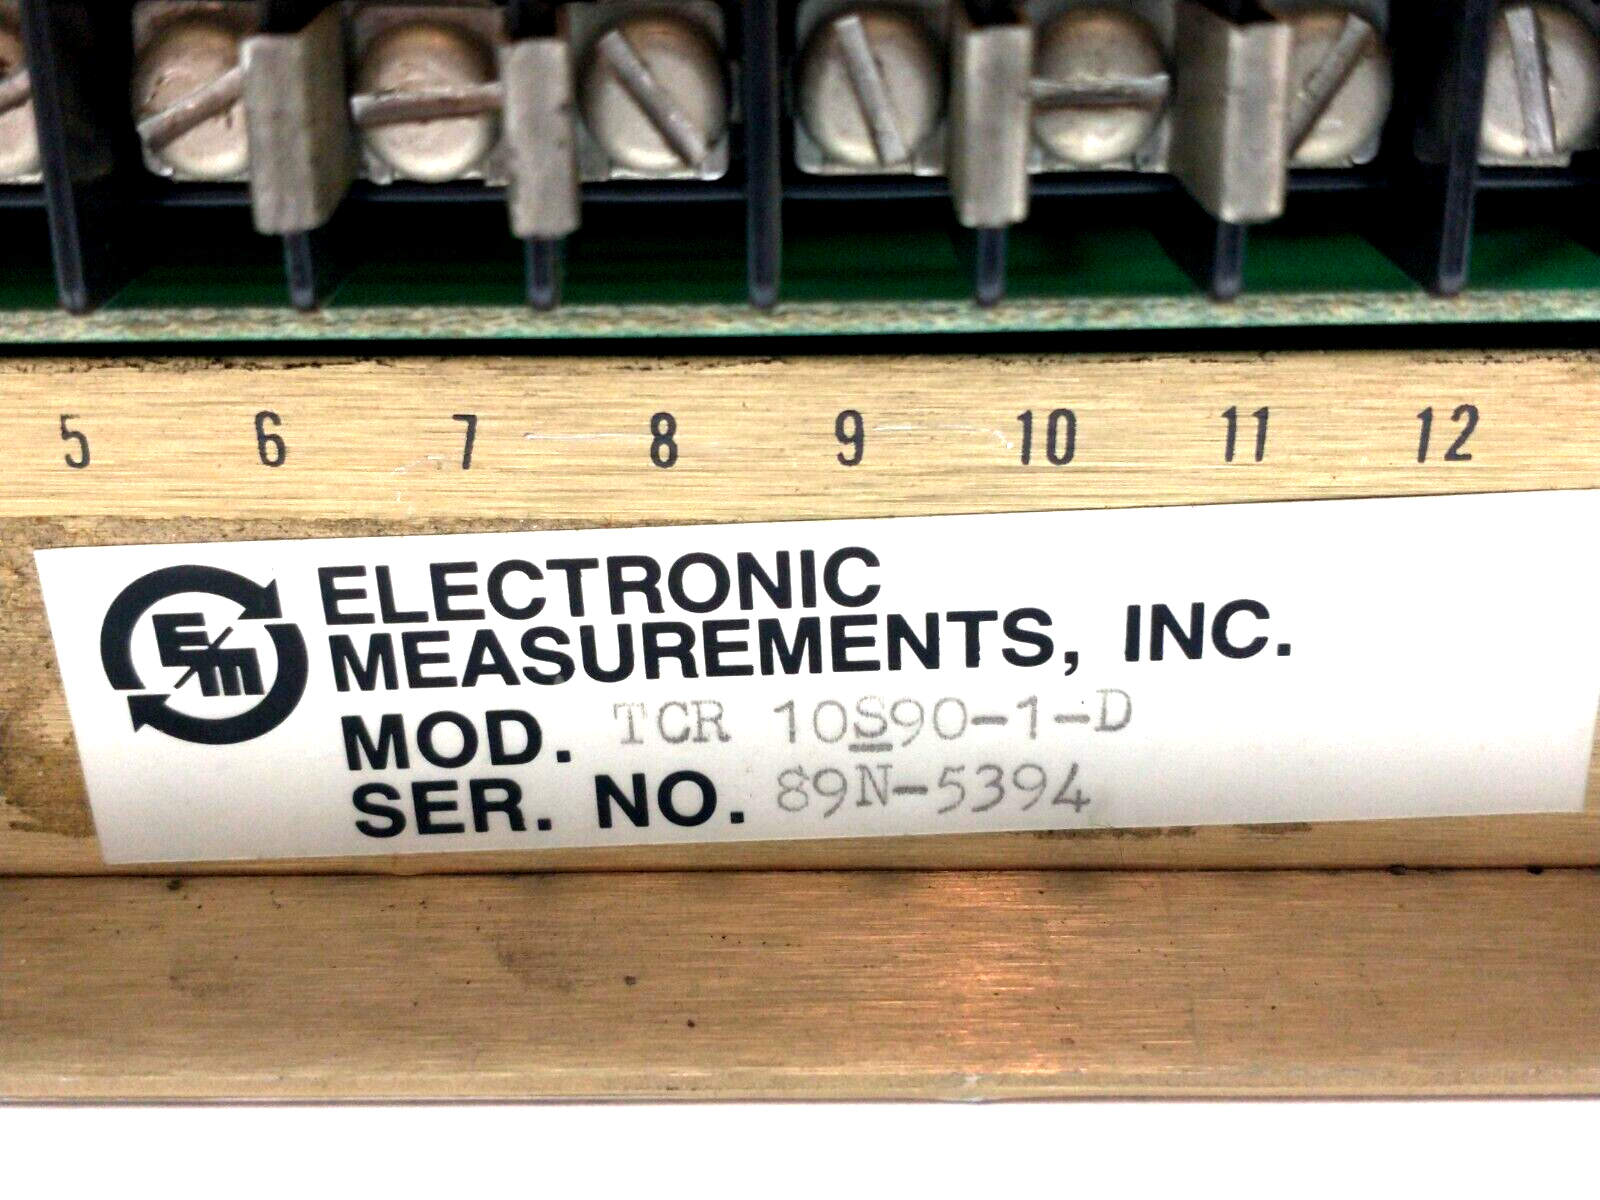 5 6 7 8 9 10 11 12
Em
ELECTRONIC
MEASUREMENTS, INC.
MOD. TCR 10S90-1-D
SER. NO. 89N-5394